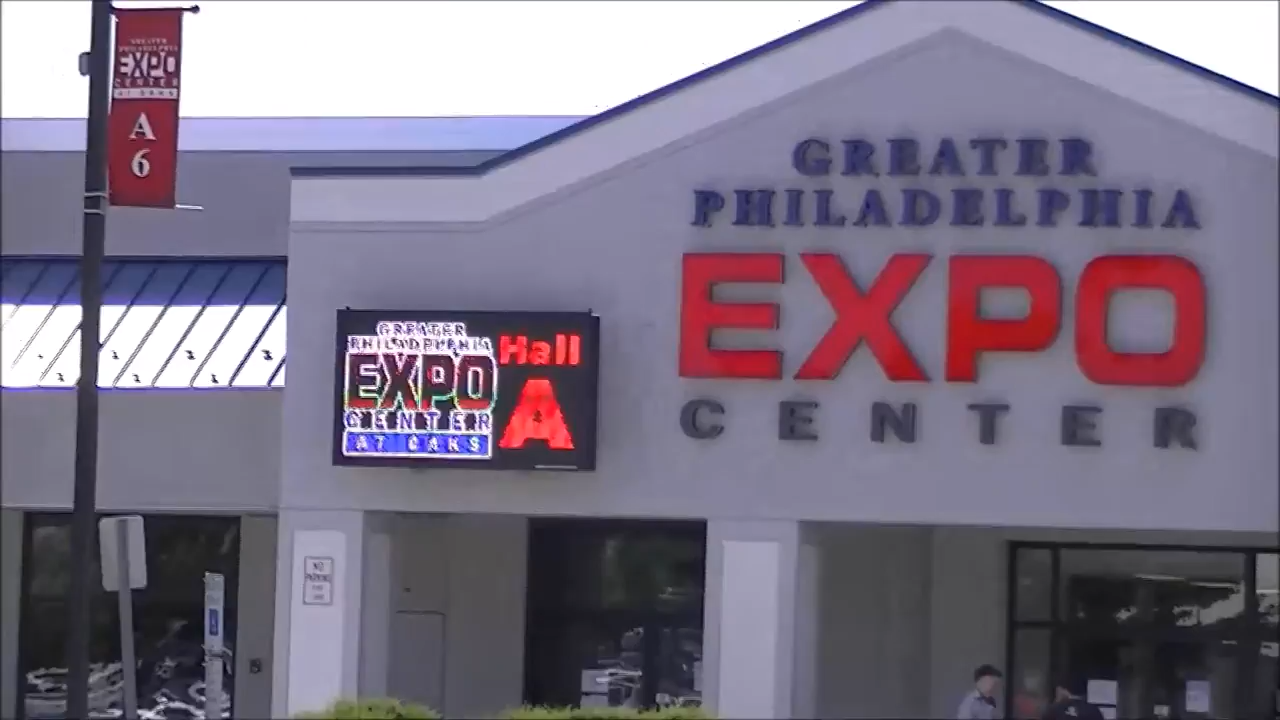 GREATER
PHILADELPHIA
EXPO
CENTER
AT OAKS
A
6
GREATER
PHILADELPHIA
EXPO
CENTER
GREATER
PHILADELPHIA
EXPO
CENTER
AT OAKS
Hall
A
NO
PARKING